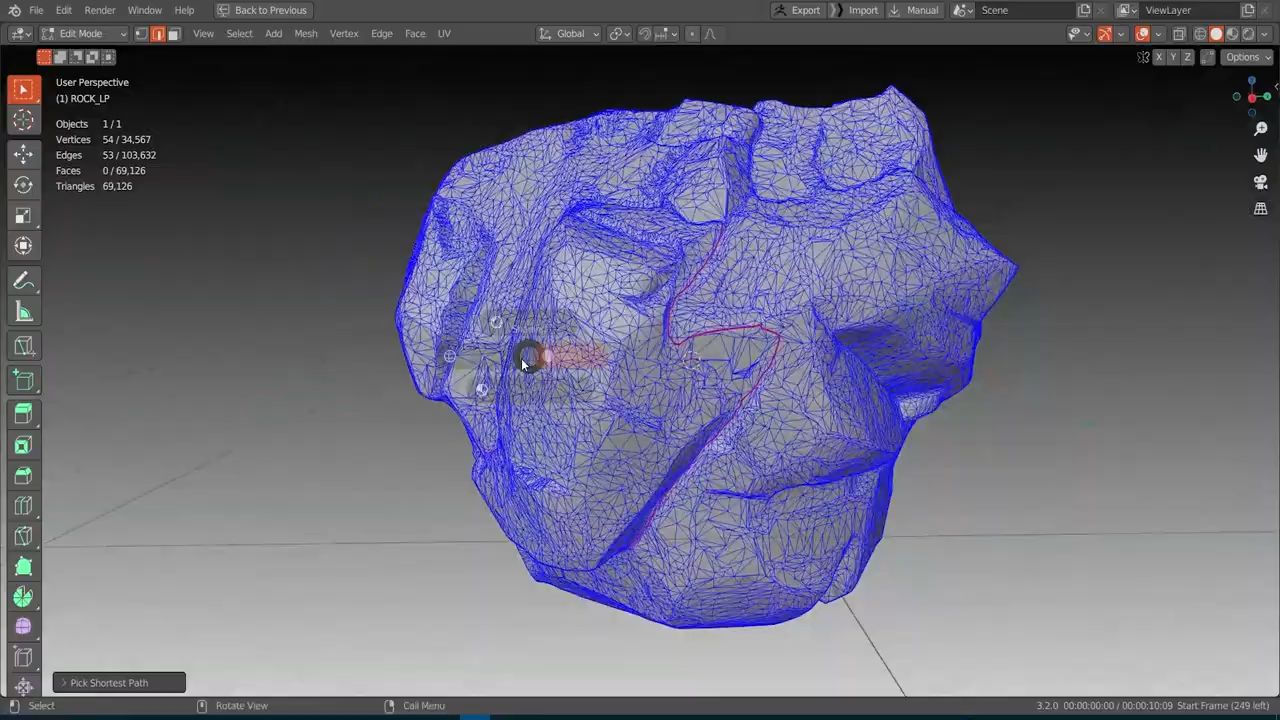 File Edit Render Window Help Back to Previous Export Import Manual Scene ViewLayer
Edit Mode View Select Add Mesh Vertex Edge Face UV Global
X Y Z Options
User Perspective
(1) ROCK_LP
Objects 1 / 1
Vertices 54 / 34,567
Edges 53 / 103,632
Faces 0 / 69,126
Triangles 69,126
Pick Shortest Path
Select Rotate View Call Menu 3.2.0 00:00:00:00 / 00:00:10:09 Start Frame (249 left)